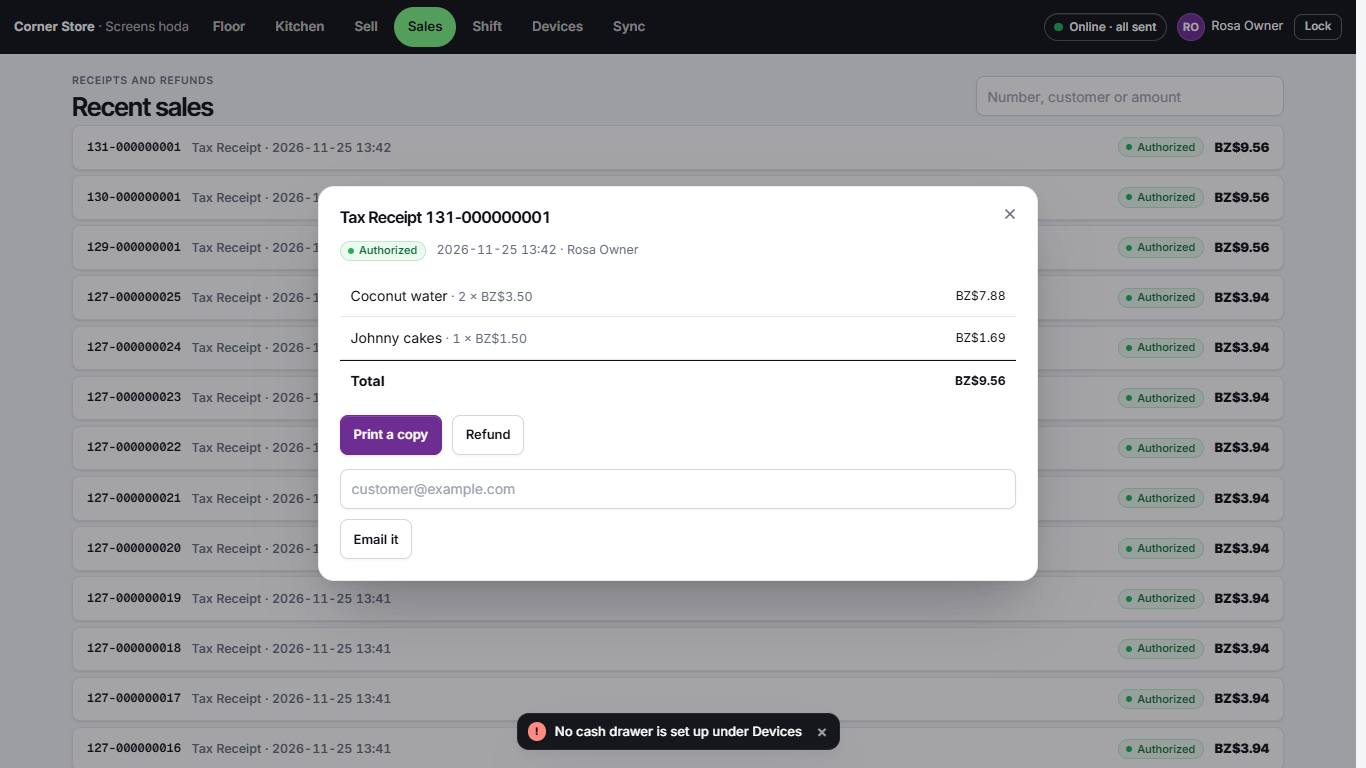 Corner Store · Screens hoda
Floor
Kitchen
Sell
Sales
Shift
Devices
Sync
Online · all sent
RO
Rosa Owner
Lock
RECEIPTS AND REFUNDS
Recent sales
Number, customer or amount
131-000000001 Tax Receipt · 2026-11-25 13:42 Authorized BZ$9.56
130-000000001 Tax Receipt · 2026-1 Authorized BZ$9.56
129-000000001 Tax Receipt · 2026-1 Authorized BZ$9.56
127-000000025 Tax Receipt · 2026-1 Authorized BZ$3.94
127-000000024 Tax Receipt · 2026-1 Authorized BZ$3.94
127-000000023 Tax Receipt · 2026-1 Authorized BZ$3.94
127-000000022 Tax Receipt · 2026-1 Authorized BZ$3.94
127-000000021 Tax Receipt · 2026-1 Authorized BZ$3.94
127-000000020 Tax Receipt · 2026-1 Authorized BZ$3.94
127-000000019 Tax Receipt · 2026-11-25 13:41 Authorized BZ$3.94
127-000000018 Tax Receipt · 2026-11-25 13:41 Authorized BZ$3.94
127-000000017 Tax Receipt · 2026-11-25 13:41 Authorized BZ$3.94
127-000000016 Tax Receipt · 2026-11-25 13:41 Authorized BZ$3.94
Tax Receipt 131-000000001
Authorized 2026-11-25 13:42 · Rosa Owner
Coconut water · 2 × BZ$3.50 BZ$7.88
Johnny cakes · 1 × BZ$1.50 BZ$1.69
Total BZ$9.56
Print a copy
Refund
customer@example.com
Email it
No cash drawer is set up under Devices